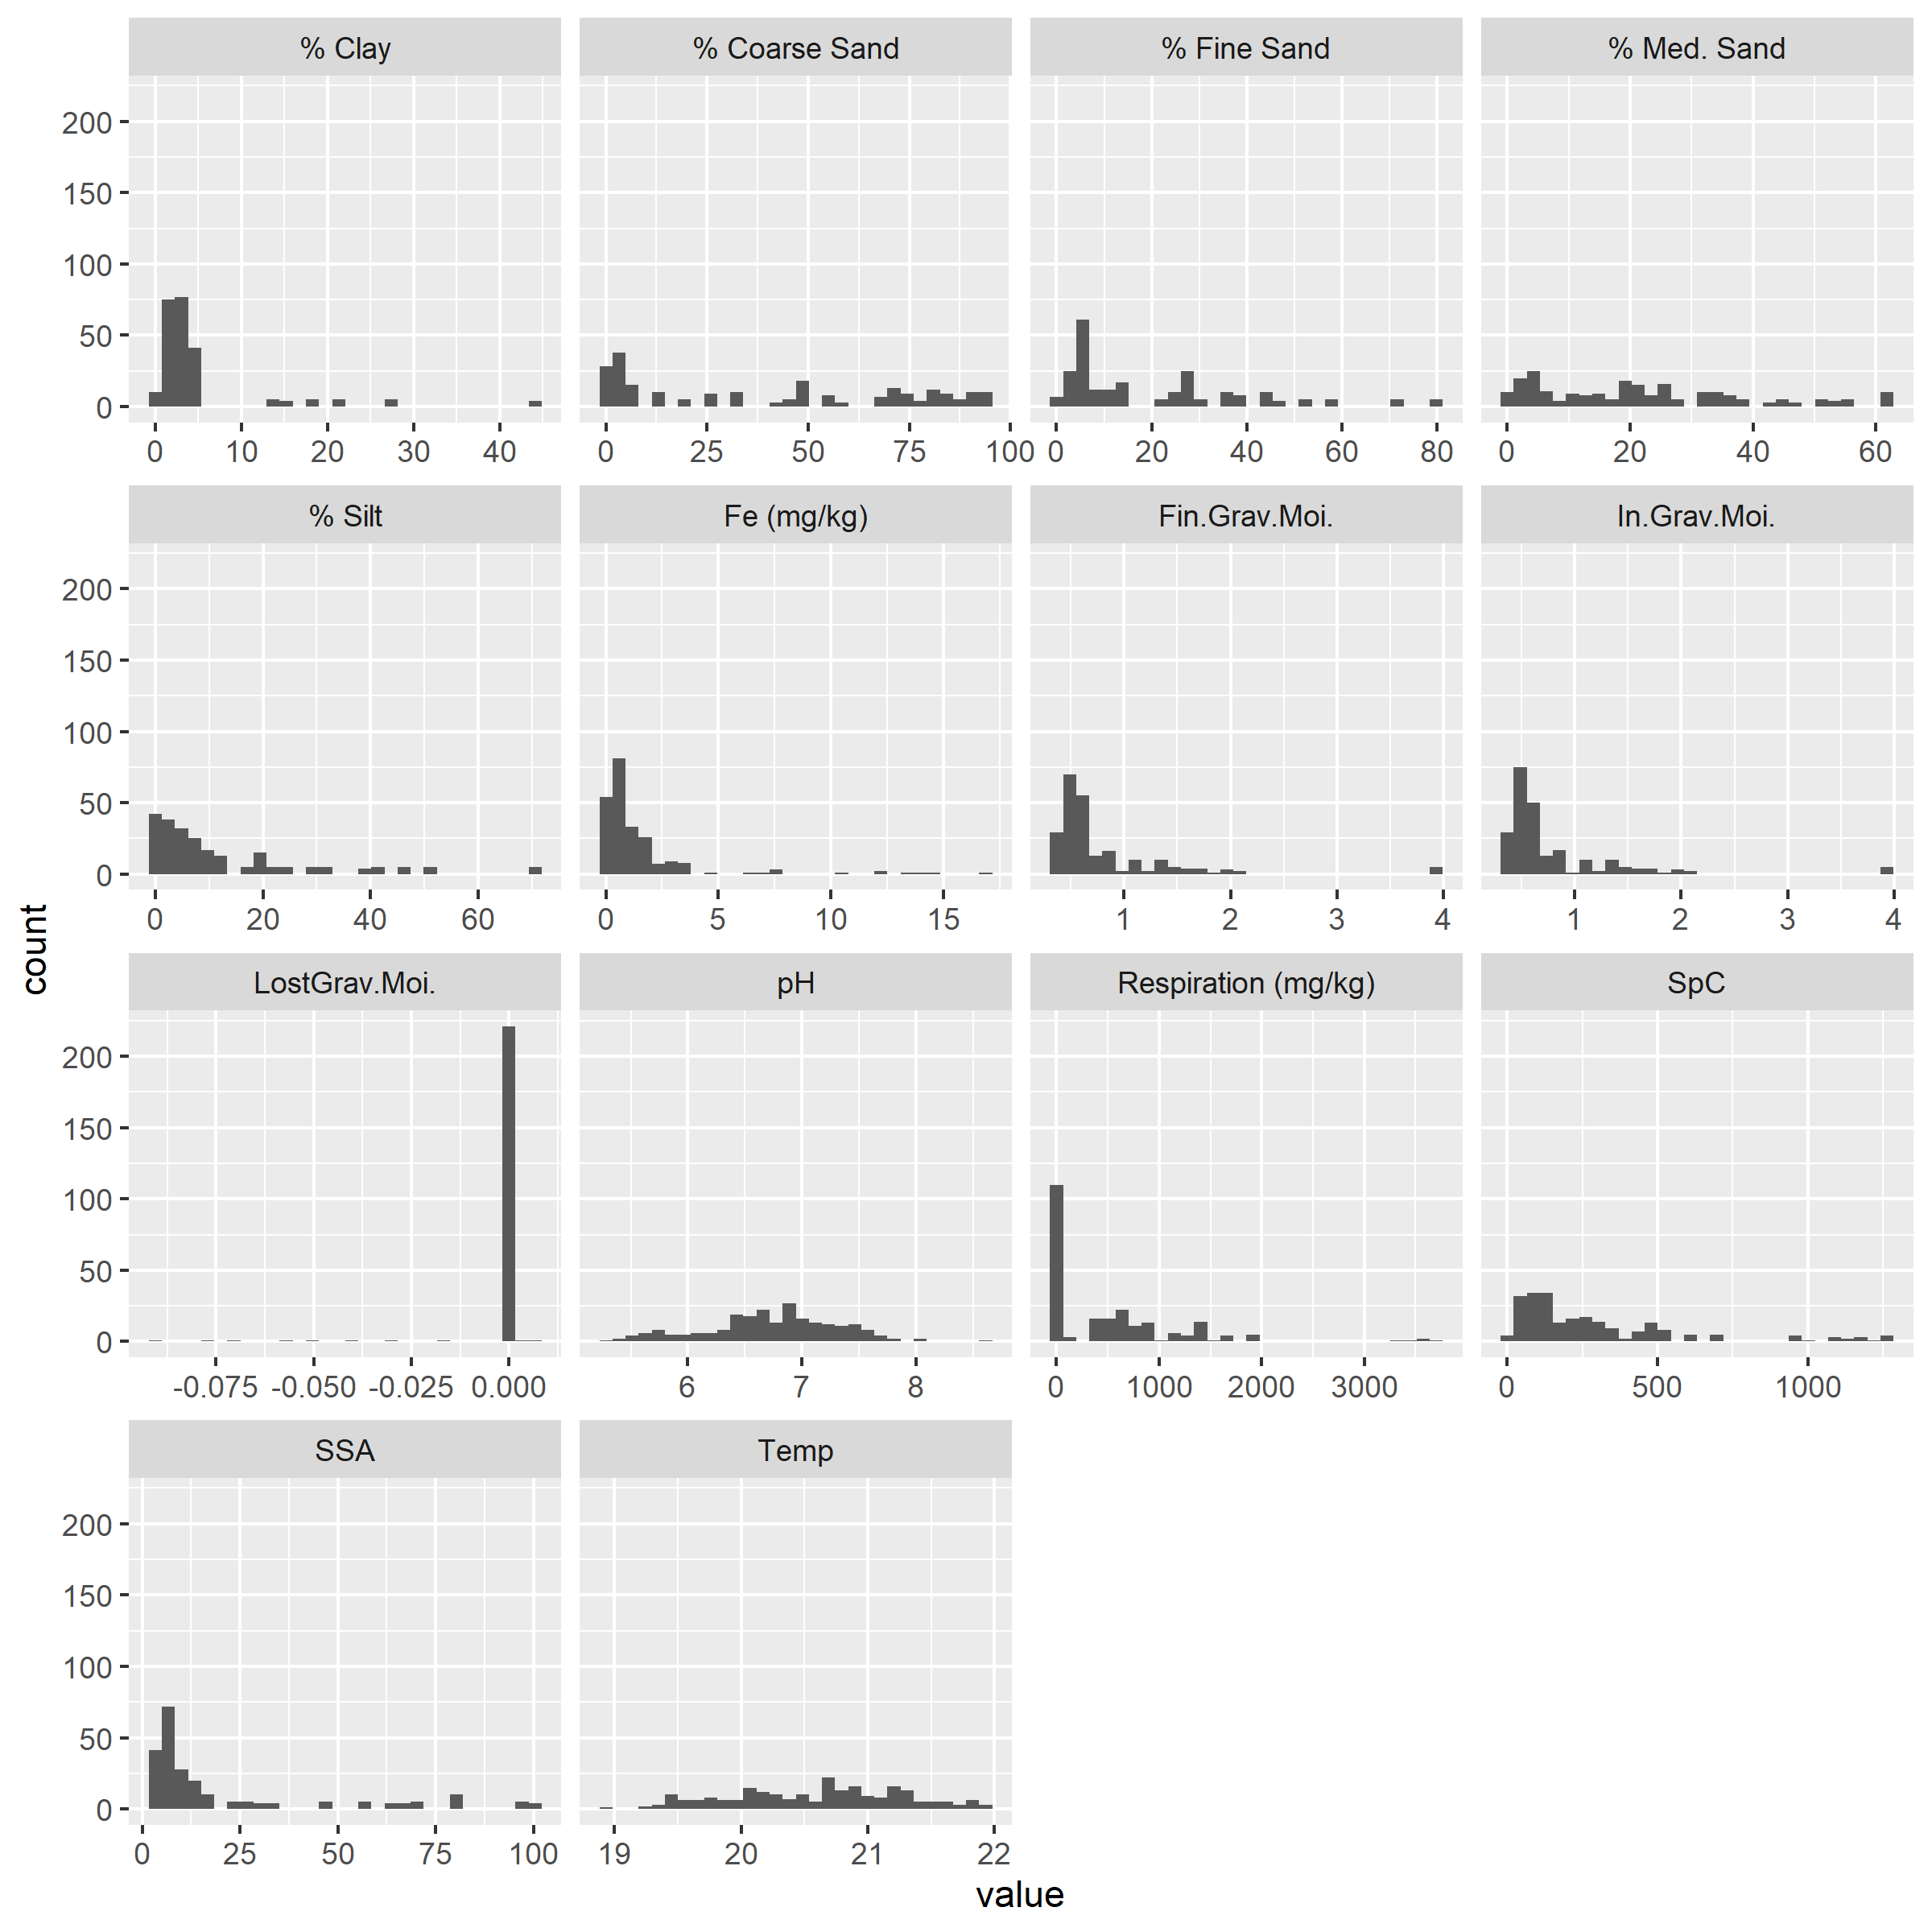 % Clay % Coarse Sand % Fine Sand % Med. Sand
200
150
100
50
0
0 10 20 30 40 0 25 50 75 100 0 20 40 60 80 0 20 40 60
% Silt Fe (mg/kg) Fin.Grav.Moi. In.Grav.Moi.
200
150
100
50
0
0 20 40 60 0 5 10 15 1 2 3 4 1 2 3 4
count
LostGrav.Moi. pH Respiration (mg/kg) SpC
200
150
100
50
0
-0.075 -0.050 -0.025 0.000 6 7 8 0 1000 2000 3000 0 500 1000
SSA Temp
200
150
100
50
0
0 25 50 75 100 19 20 21 22
value